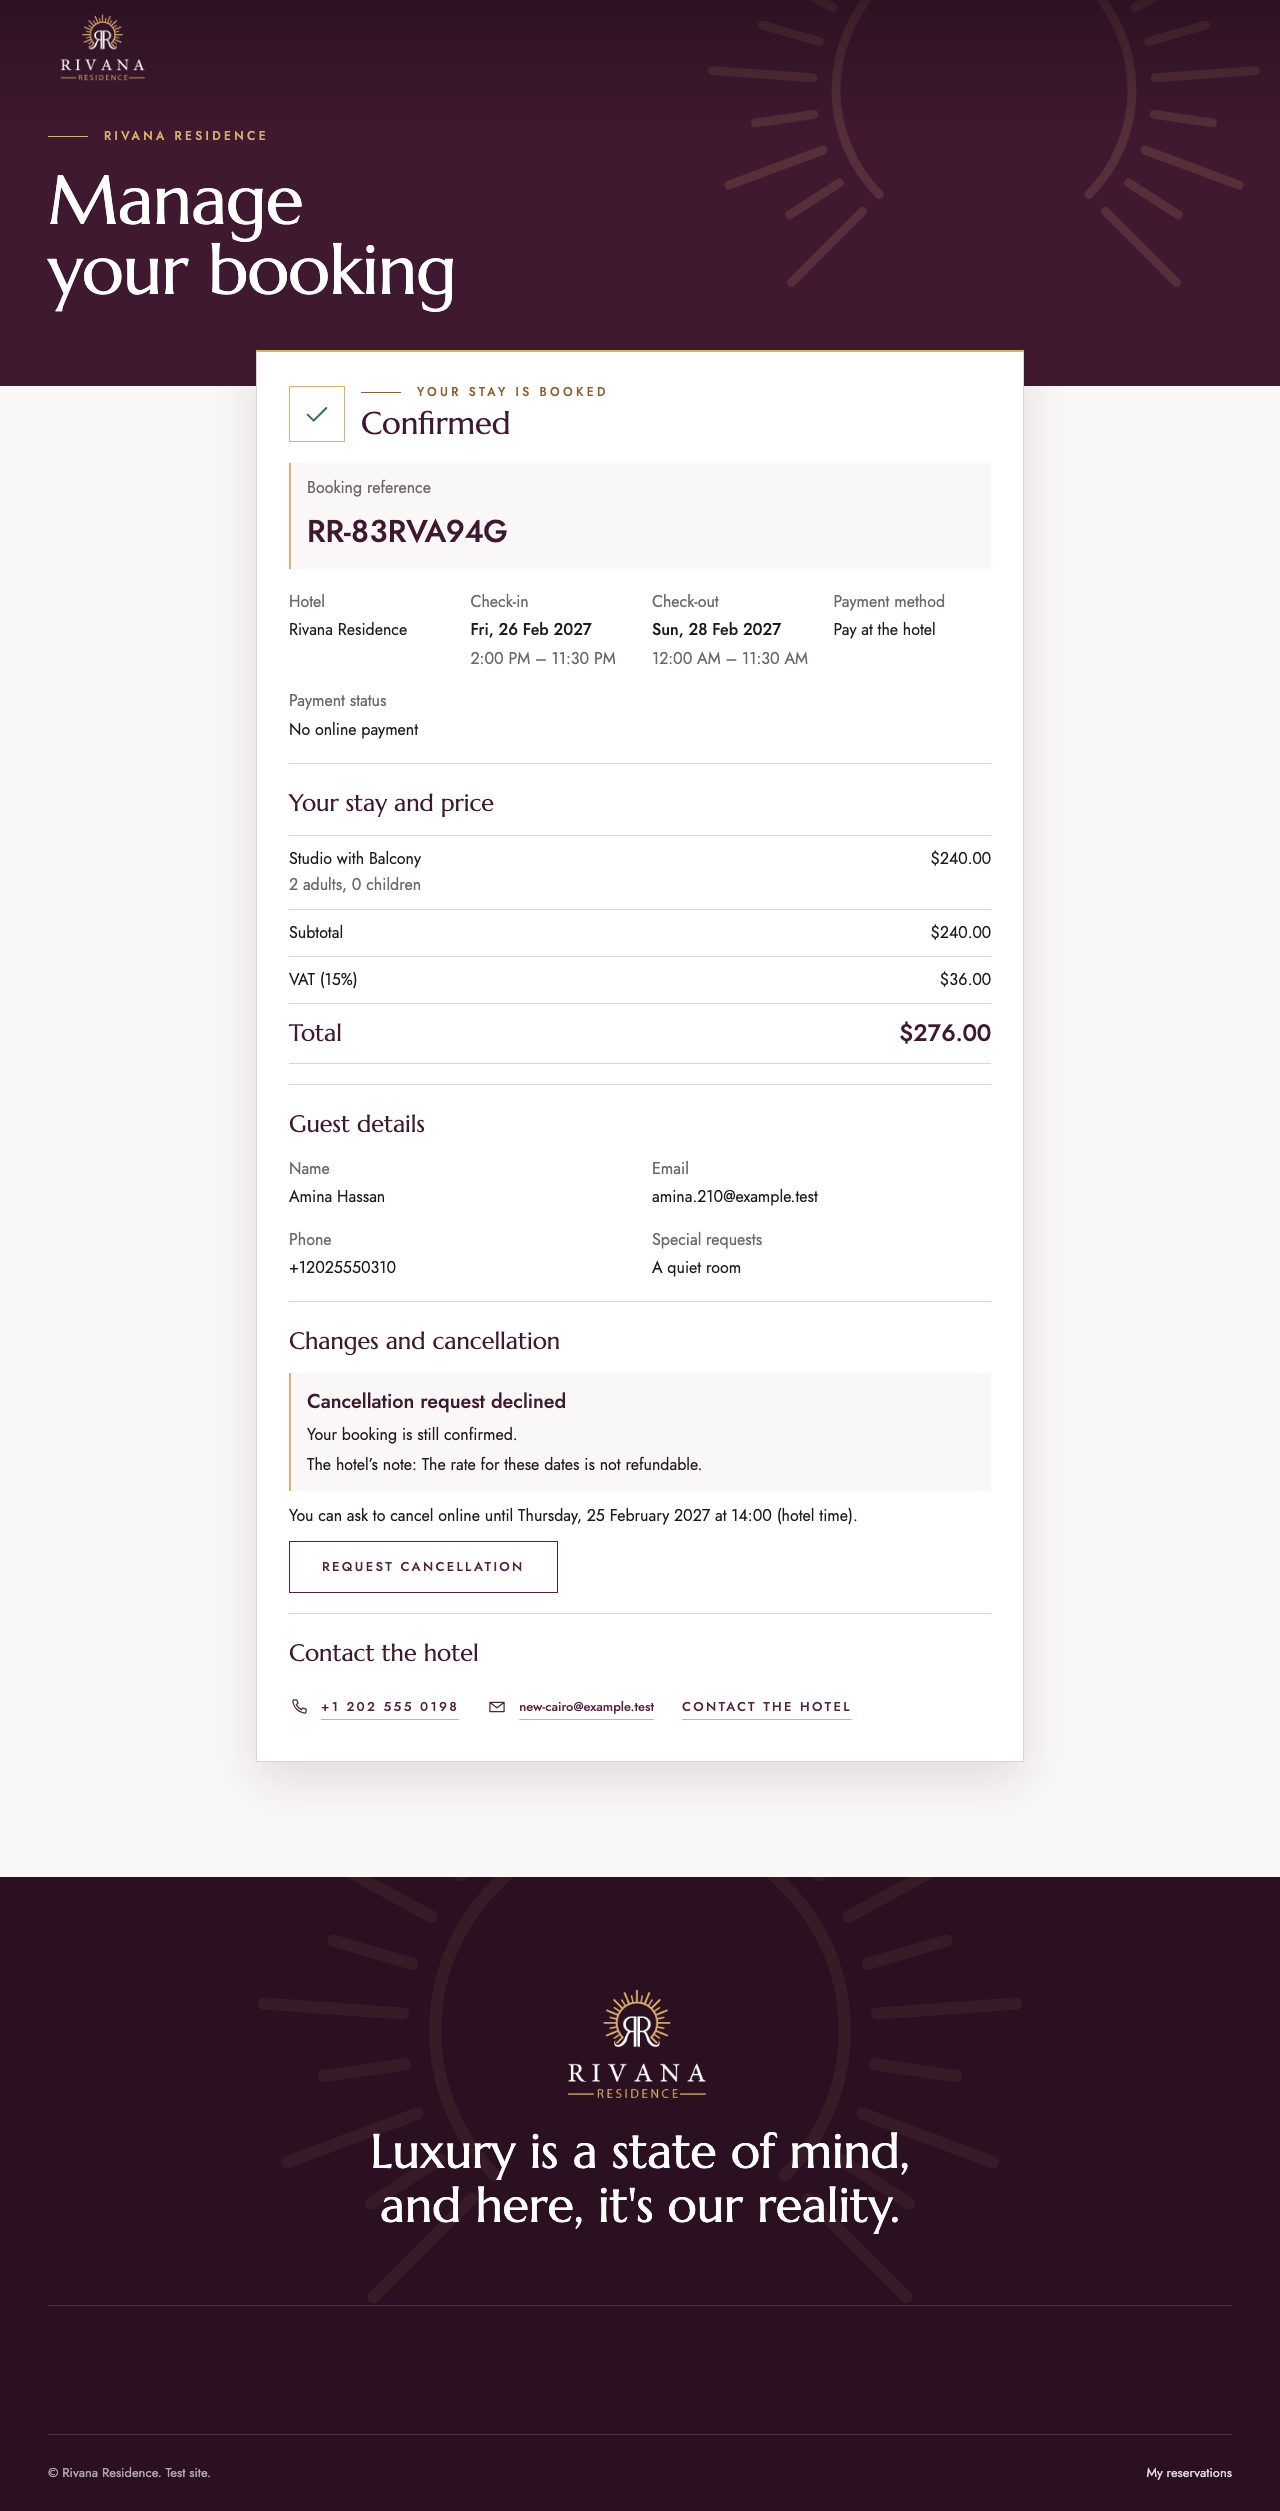 RIVANA
RESIDENCE
RIVANA RESIDENCE
Manage
your booking
YOUR STAY IS BOOKED
Confirmed
Booking reference
RR-83RVA94G
Hotel
Rivana Residence
Check-in
Fri, 26 Feb 2027
2:00 PM – 11:30 PM
Check-out
Sun, 28 Feb 2027
12:00 AM – 11:30 AM
Payment method
Pay at the hotel
Payment status
No online payment
Your stay and price
Studio with Balcony $240.00
2 adults, 0 children
Subtotal $240.00
VAT (15%) $36.00
Total $276.00
Guest details
Name
Amina Hassan
Email
amina.210@example.test
Phone
+12025550310
Special requests
A quiet room
Changes and cancellation
Cancellation request declined
Your booking is still confirmed.
The hotel’s note: The rate for these dates is not refundable.
You can ask to cancel online until Thursday, 25 February 2027 at 14:00 (hotel time).
REQUEST CANCELLATION
Contact the hotel
+1 202 555 0198 new-cairo@example.test CONTACT THE HOTEL
RIVANA
RESIDENCE
Luxury is a state of mind,
and here, it's our reality.
© Rivana Residence. Test site. My reservations